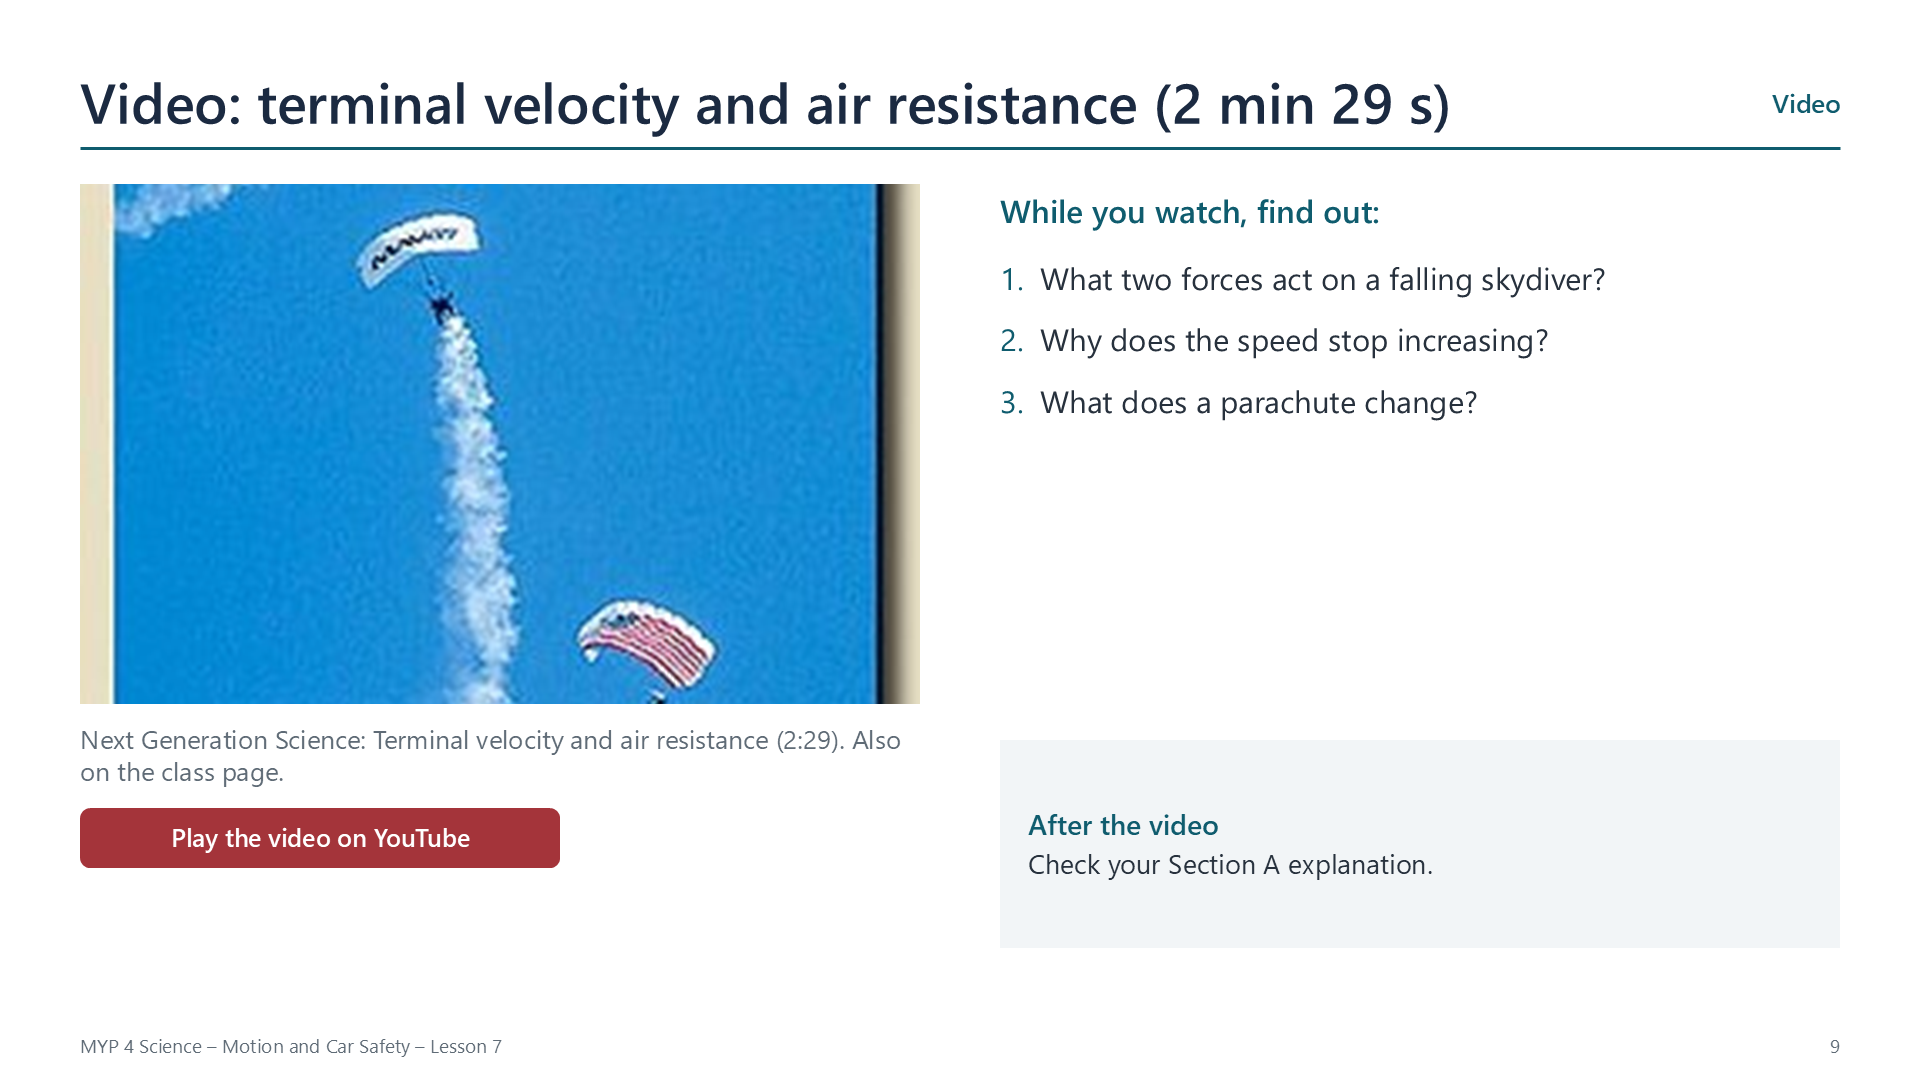 Video: terminal velocity and air resistance (2 min 29 s)
Video
While you watch, find out:
1. What two forces act on a falling skydiver?
2. Why does the speed stop increasing?
3. What does a parachute change?
Next Generation Science: Terminal velocity and air resistance (2:29). Also
on the class page.
Play the video on YouTube
After the video
Check your Section A explanation.
MYP 4 Science – Motion and Car Safety – Lesson 7
9